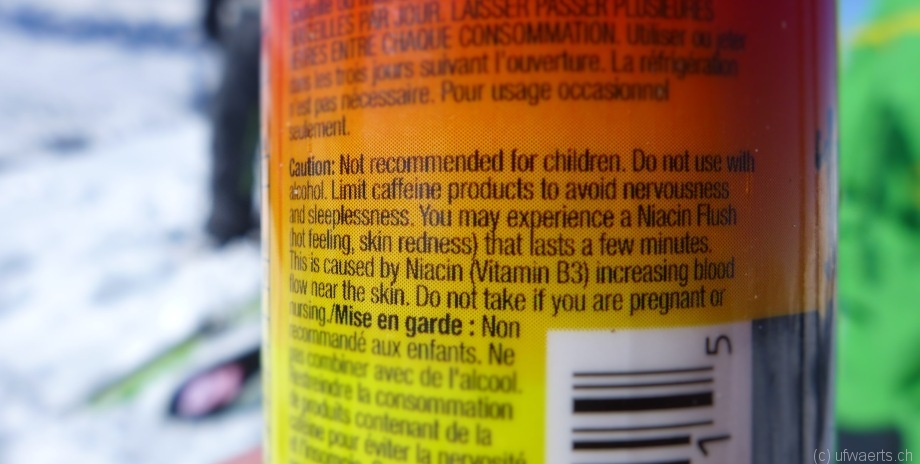 PAR JOUR. LAISSER PASSER PLUSIEURS
ENTRE CHAQUE CONSOMMATION. Utiliser ou jeter
les trois jours suivant l'ouverture. La réfrigération
n'est pas nécessaire. Pour usage occasionnel
seulement.
Caution: Not recommended for children. Do not use with
alcohol. Limit caffeine products to avoid nervousness
and sleeplessness. You may experience a Niacin Flush
(hot feeling, skin redness) that lasts a few minutes.
This is caused by Niacin (Vitamin B3) increasing blood
flow near the skin. Do not take if you are pregnant or
nursing./Mise en garde : Non
recommandé aux enfants. Ne
pas combiner avec de l'alcool.
Restreindre la consommation
de produits contenant de la
caféine pour éviter la nervosité
et l'insomnie.
5
1
(c) ufwaerts.ch